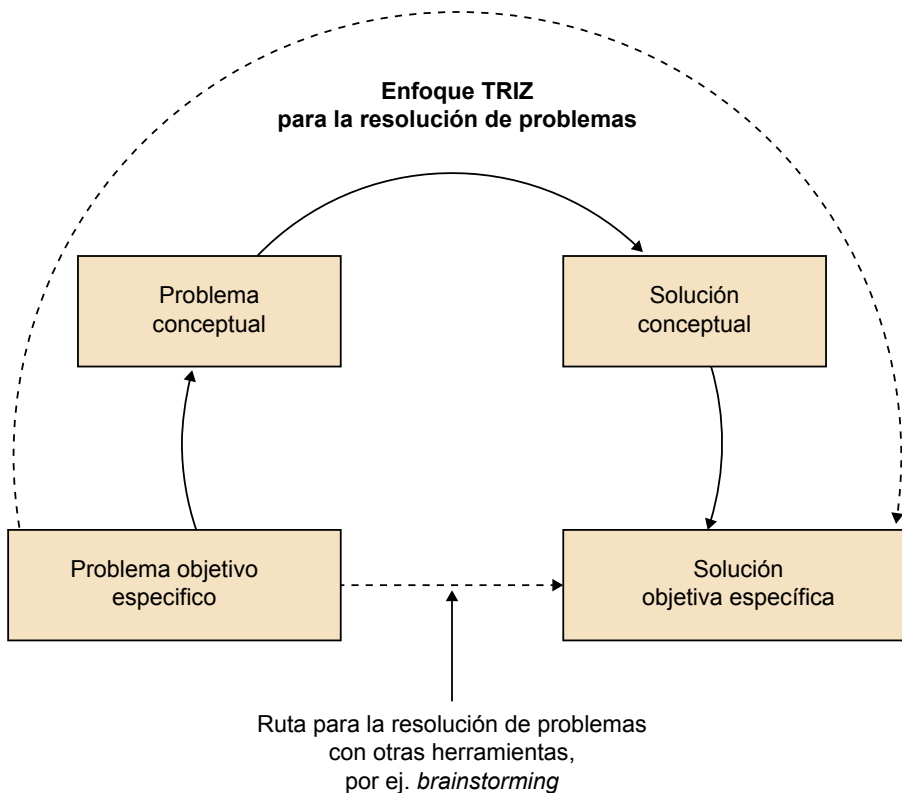 Enfoque TRIZ
para la resolución de problemas
Problema
conceptual
Solución
conceptual
Problema objetivo
especifico
Solución
objetiva específica
Ruta para la resolución de problemas
con otras herramientas,
por ej. brainstorming